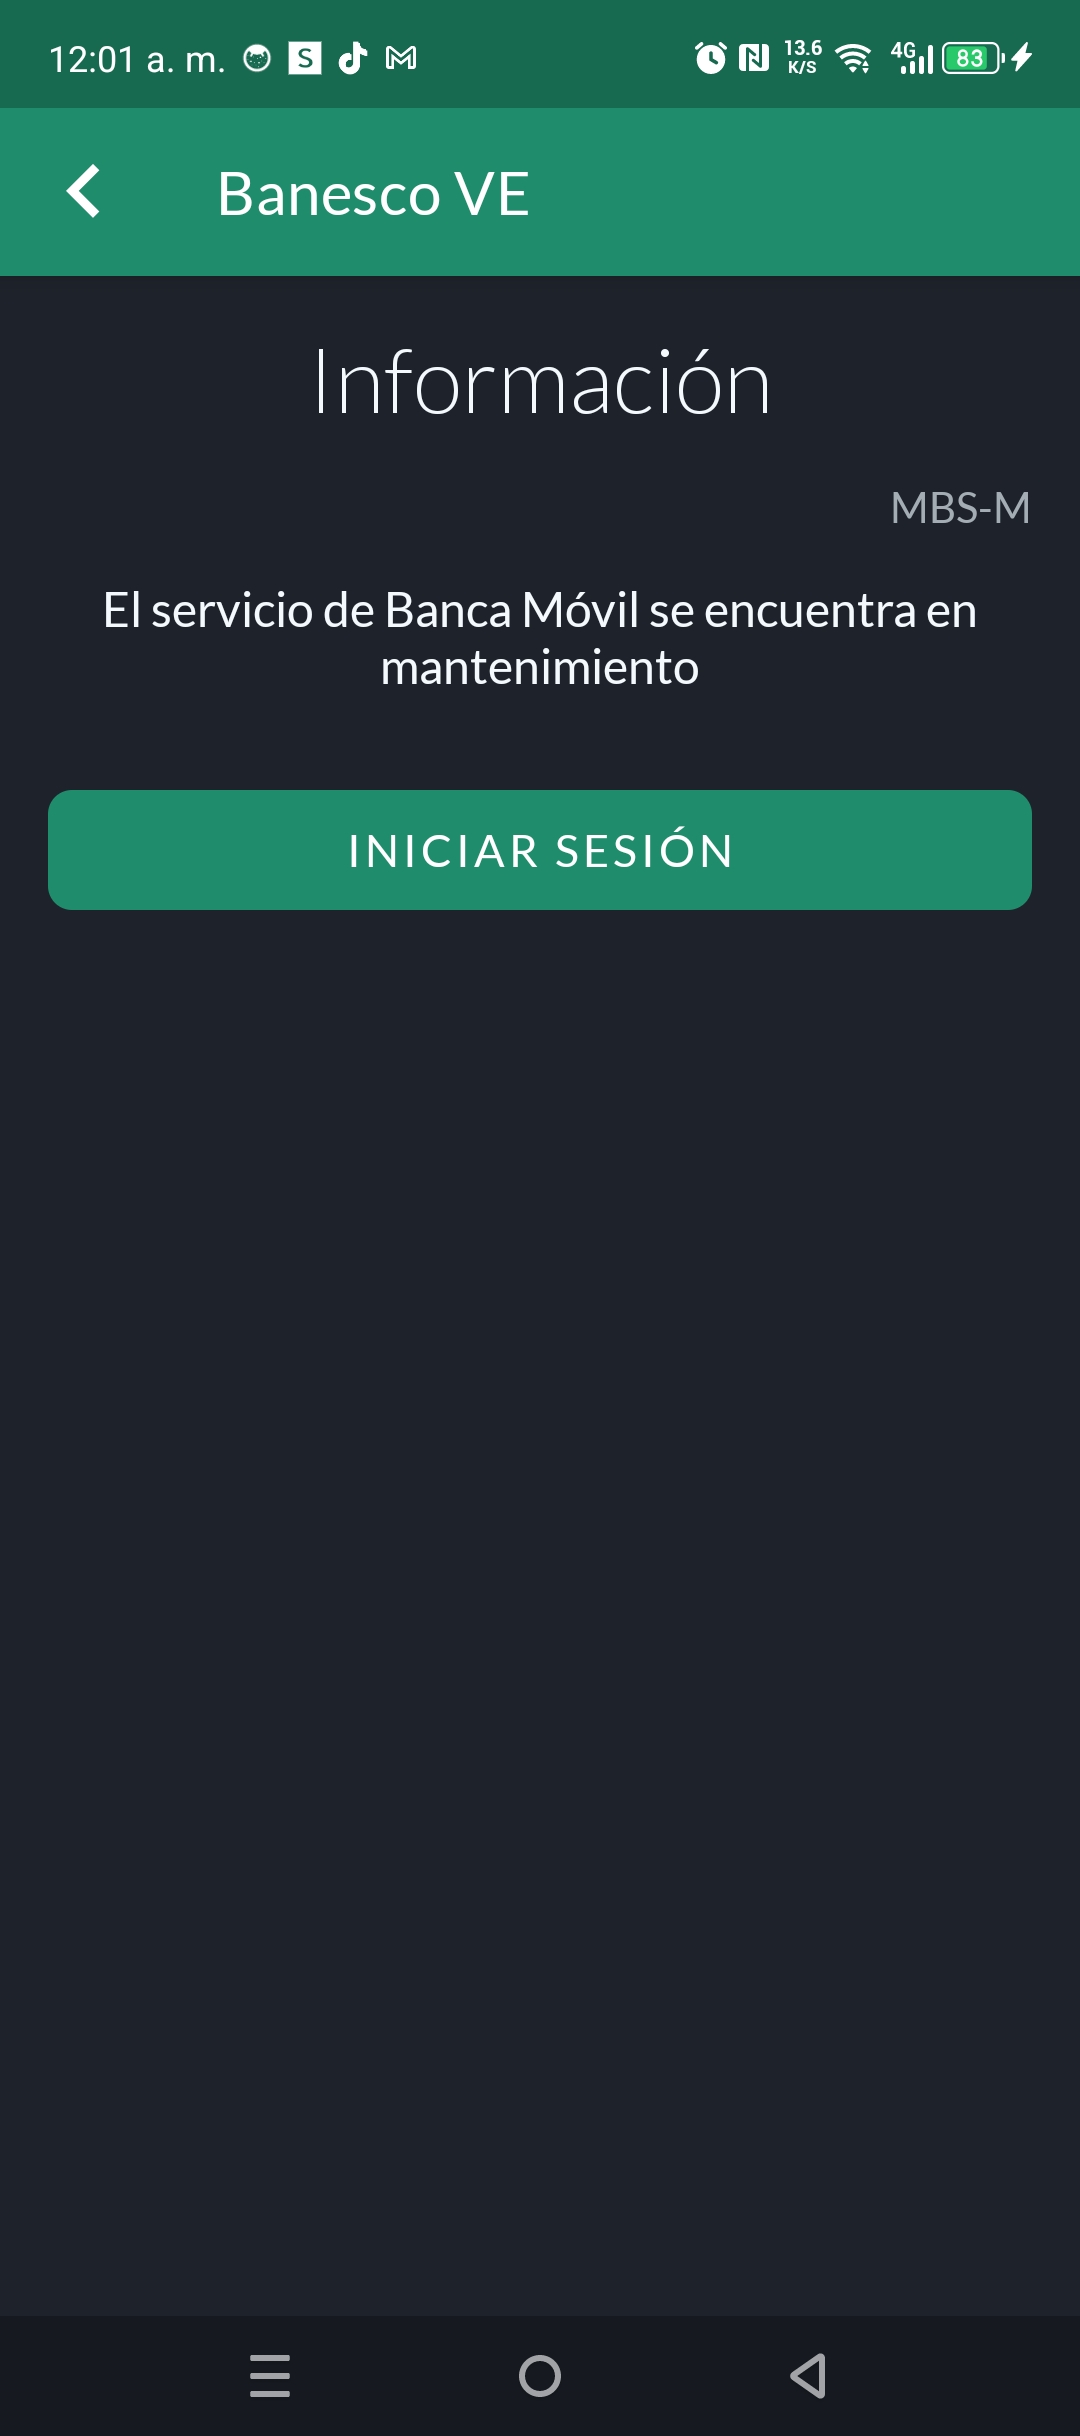 12:01 a. m. S 13.6 K/S 4G 83
Banesco VE
Información
MBS-M
El servicio de Banca Móvil se encuentra en
mantenimiento
INICIAR SESIÓN